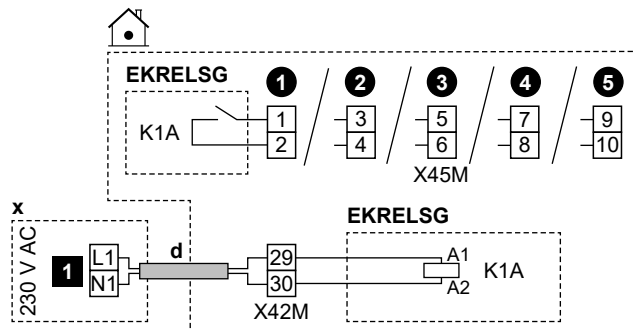 EKRELSG 1 2 3 4 5
K1A 1 3 5 7 9
2 4 6 8 10
X45M
x EKRELSG
230 V AC
1 L1 d 29 A1 K1A
N1 30 A2
X42M